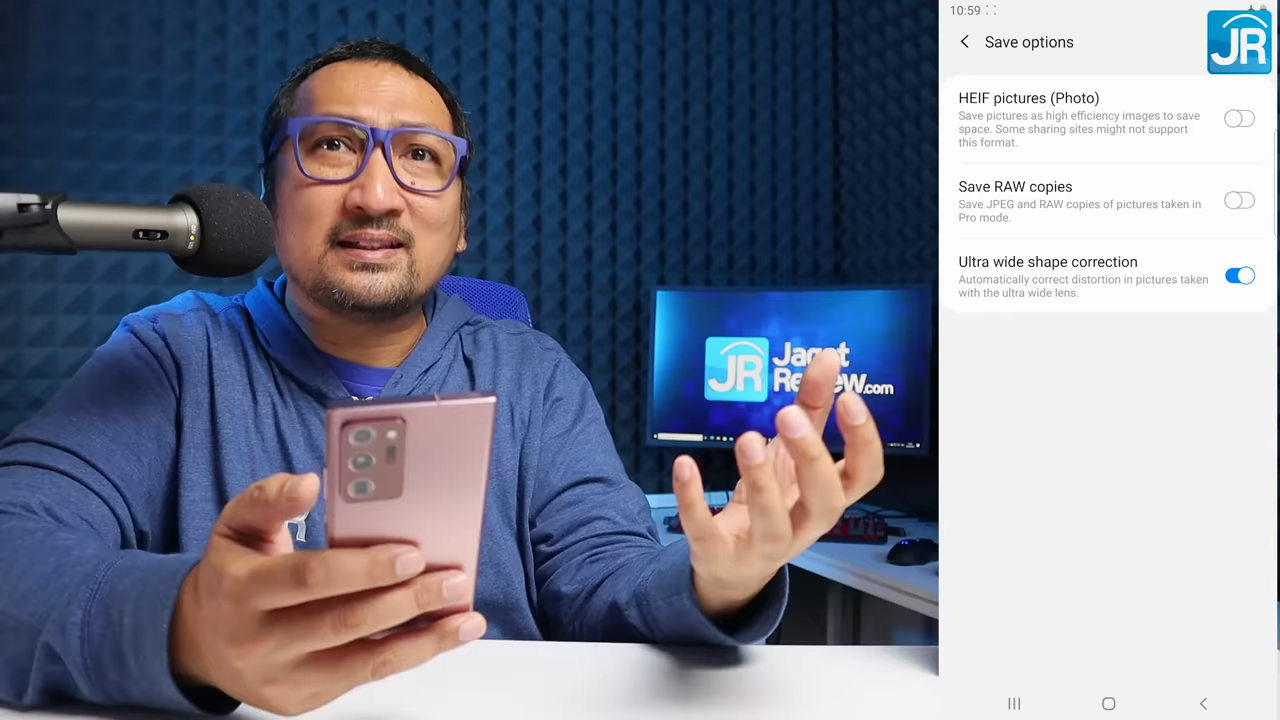 10:59
JR
Save options
HEIF pictures (Photo)
Save pictures as high efficiency images to save
space. Some sharing sites might not support
this format.
Save RAW copies
Save JPEG and RAW copies of pictures taken in
Pro mode.
Ultra wide shape correction
Automatically correct distortion in pictures taken
with the ultra wide lens.
JR
Review.com